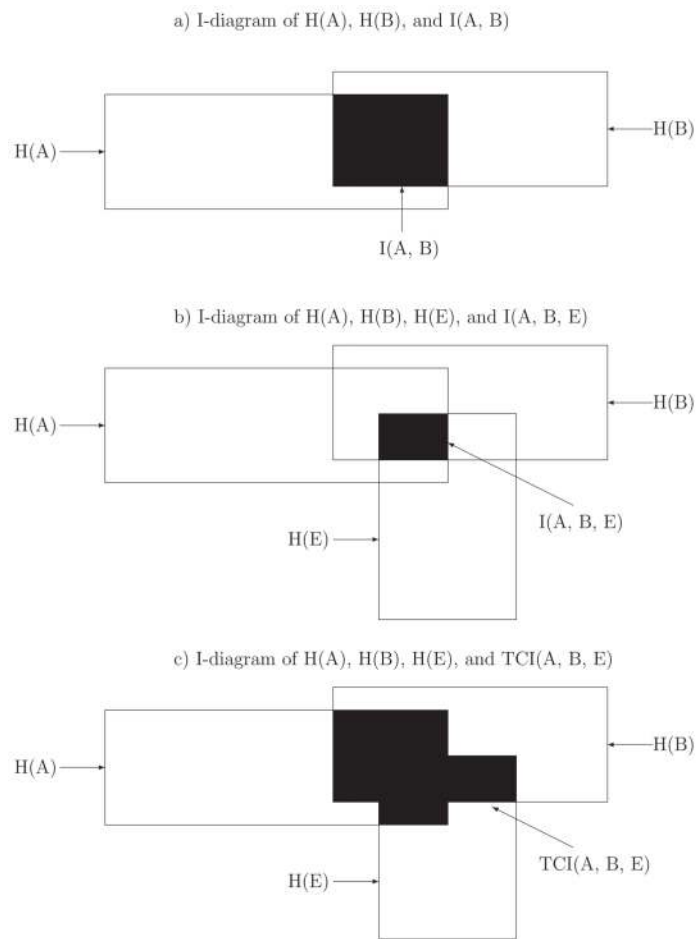 a) I-diagram of H(A), H(B), and I(A, B)
H(B)
H(A)
I(A, B)
b) I-diagram of H(A), H(B), H(E), and I(A, B, E)
H(B)
H(A)
I(A, B, E)
H(E)
c) I-diagram of H(A), H(B), H(E), and TCI(A, B, E)
H(B)
H(A)
TCI(A, B, E)
H(E)